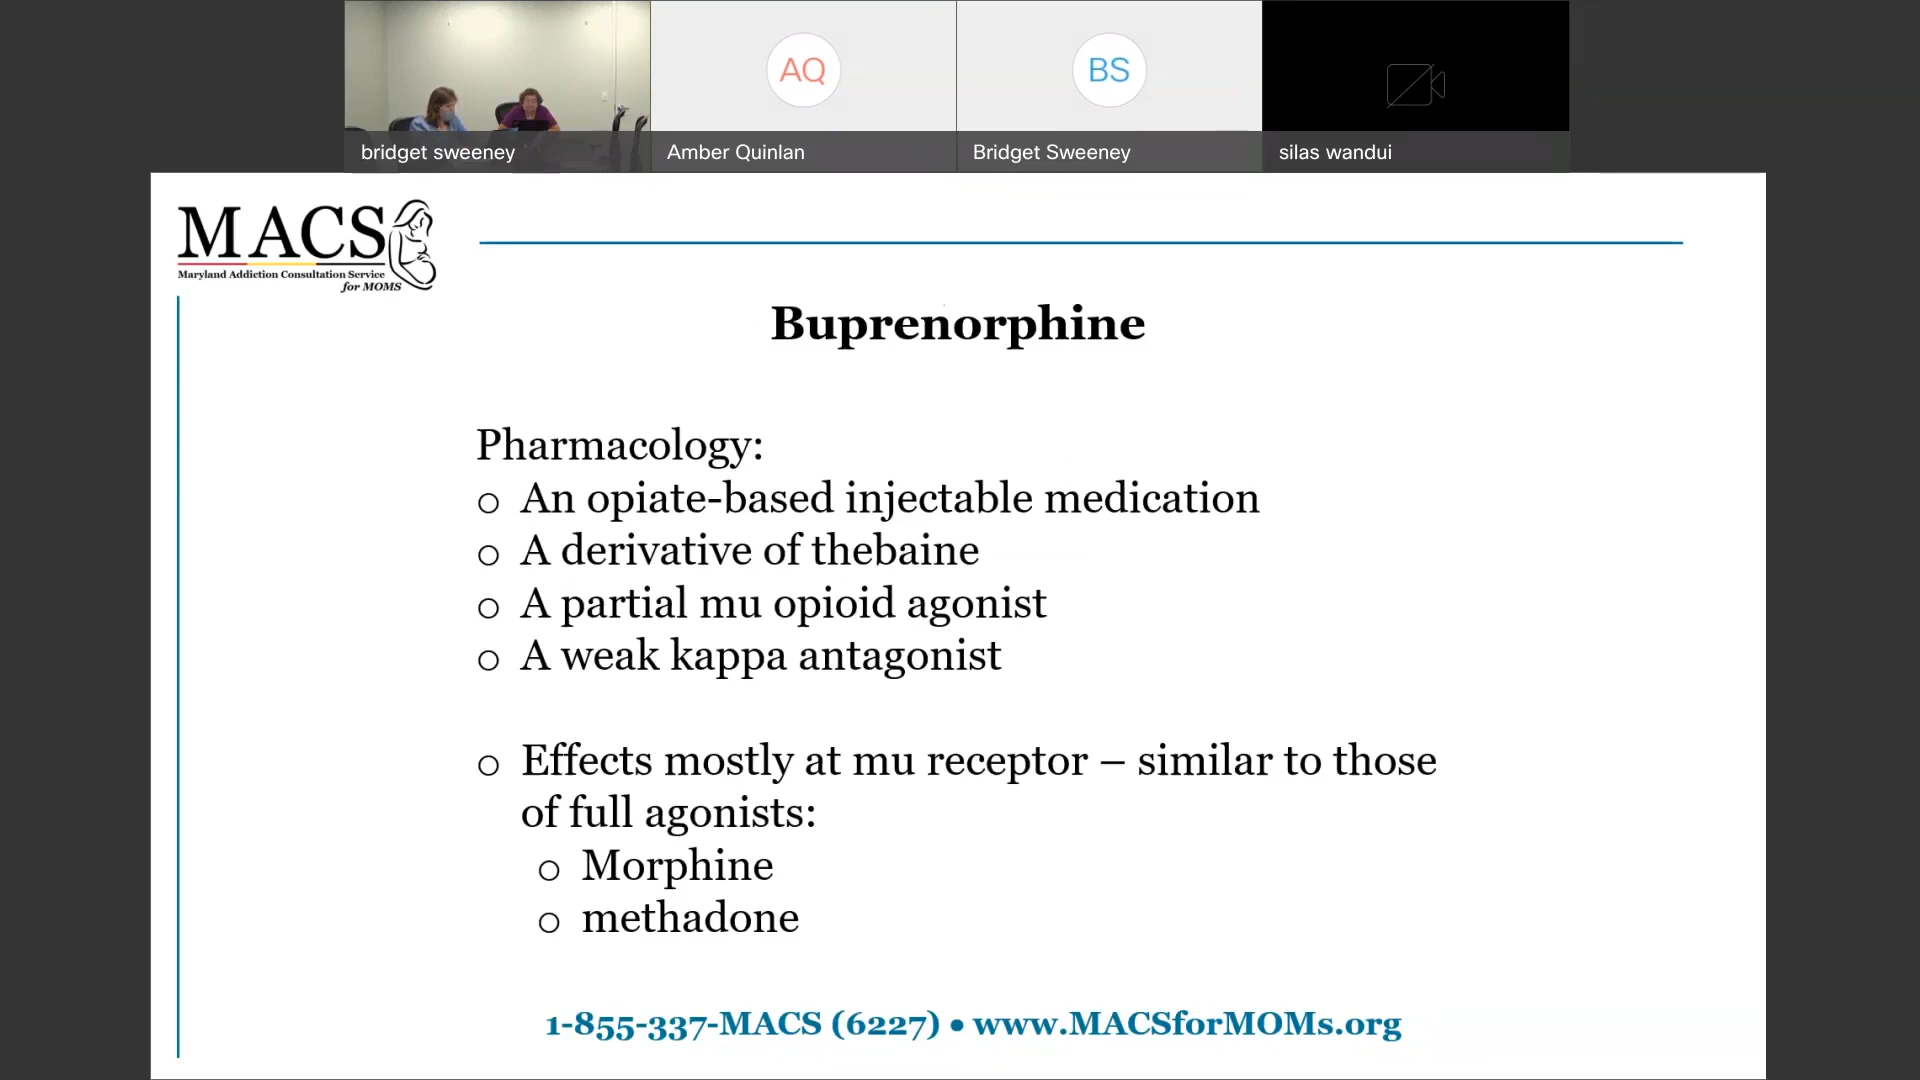 AQ
BS
bridget sweeney
Amber Quinlan
Bridget Sweeney
silas wandui
MACS
Maryland Addiction Consultation Service
for MOMS
Buprenorphine
Pharmacology:
o An opiate-based injectable medication
o A derivative of thebaine
o A partial mu opioid agonist
o A weak kappa antagonist
o Effects mostly at mu receptor – similar to those
of full agonists:
o Morphine
o methadone
1-855-337-MACS (6227) • www.MACSforMOMs.org